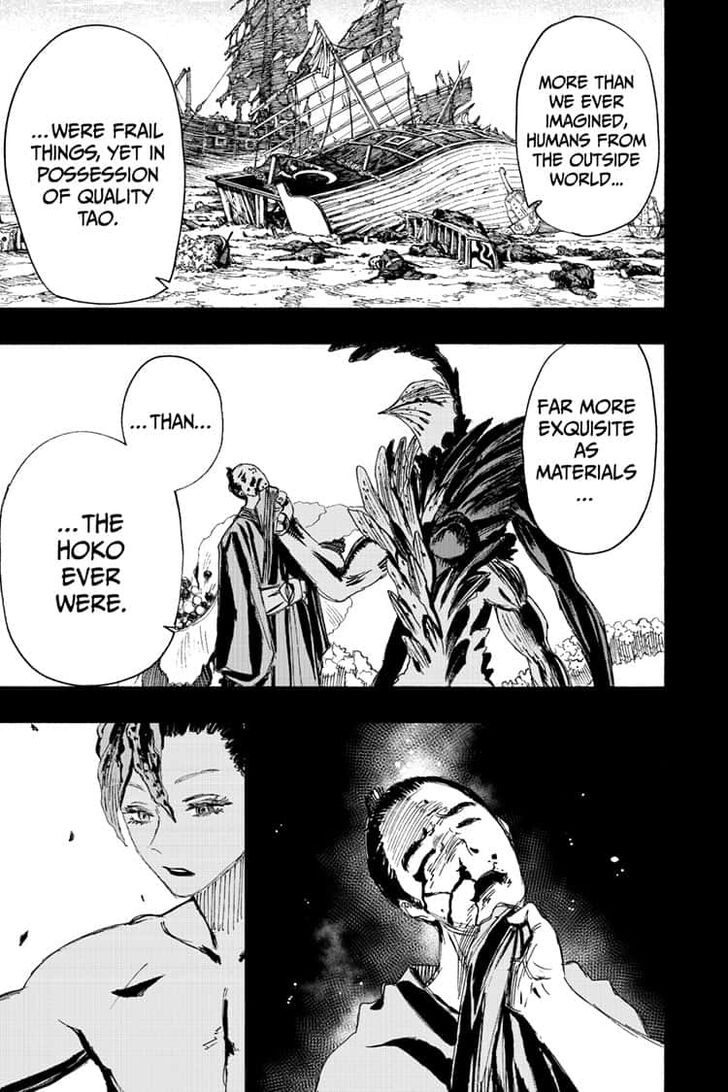 MORE THAN
WE EVER
IMAGINED,
HUMANS FROM
THE OUTSIDE
WORLD...
...WERE FRAIL
THINGS, YET IN
POSSESSION
OF QUALITY
TAO.
FAR MORE
EXQUISITE
AS
MATERIALS
...
...THAN...
...THE
HOKO
EVER
WERE.